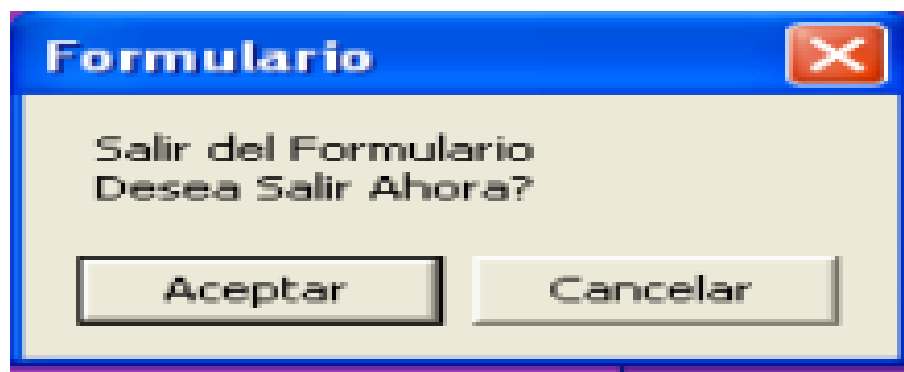 Formulario
Salir del Formulario
Desea Salir Ahora?
Aceptar Cancelar